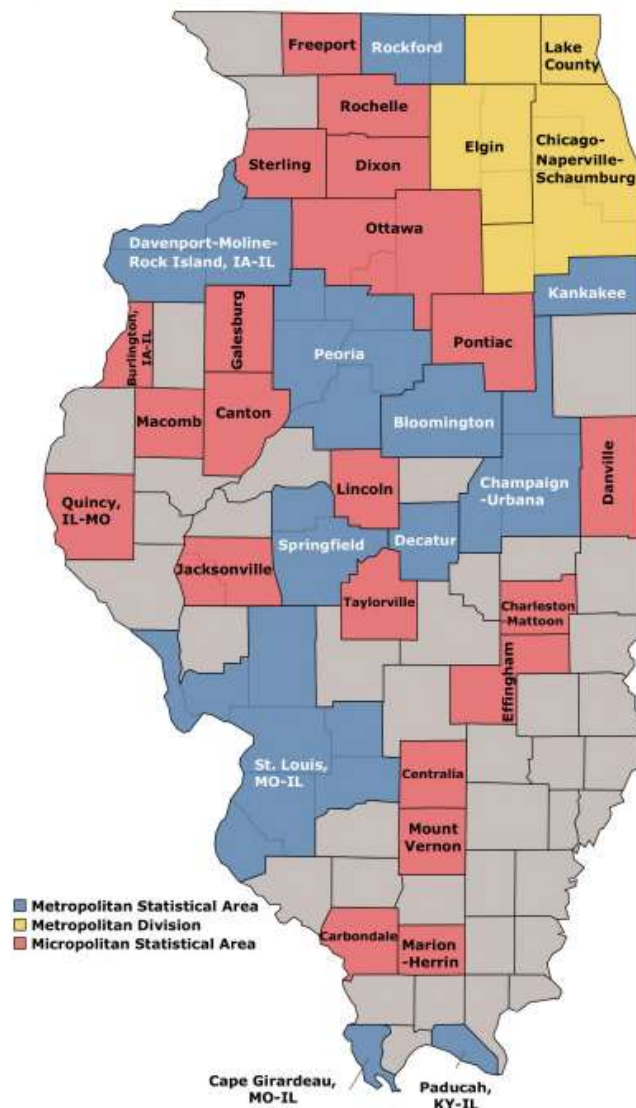 Freeport
Rockford
Lake
County
Rochelle
Elgin
Chicago-
Naperville-
Schaumburg
Sterling
Dixon
Ottawa
Davenport-Moline-
Rock Island, IA-IL
Kankakee
Burlington,
IA-IL
Galesburg
Peoria
Pontiac
Macomb
Canton
Bloomington
Quincy,
IL-MO
Lincoln
Champaign
-Urbana
Danville
Springfield
Decatur
Jacksonville
Taylorville
Charleston
-Mattoon
Effingham
St. Louis,
MO-IL
Centralia
Mount
Vernon
Metropolitan Statistical Area
Metropolitan Division
Micropolitan Statistical Area
Carbondale
Marion
-Herrin
Cape Girardeau,
MO-IL
Paducah,
KY-IL